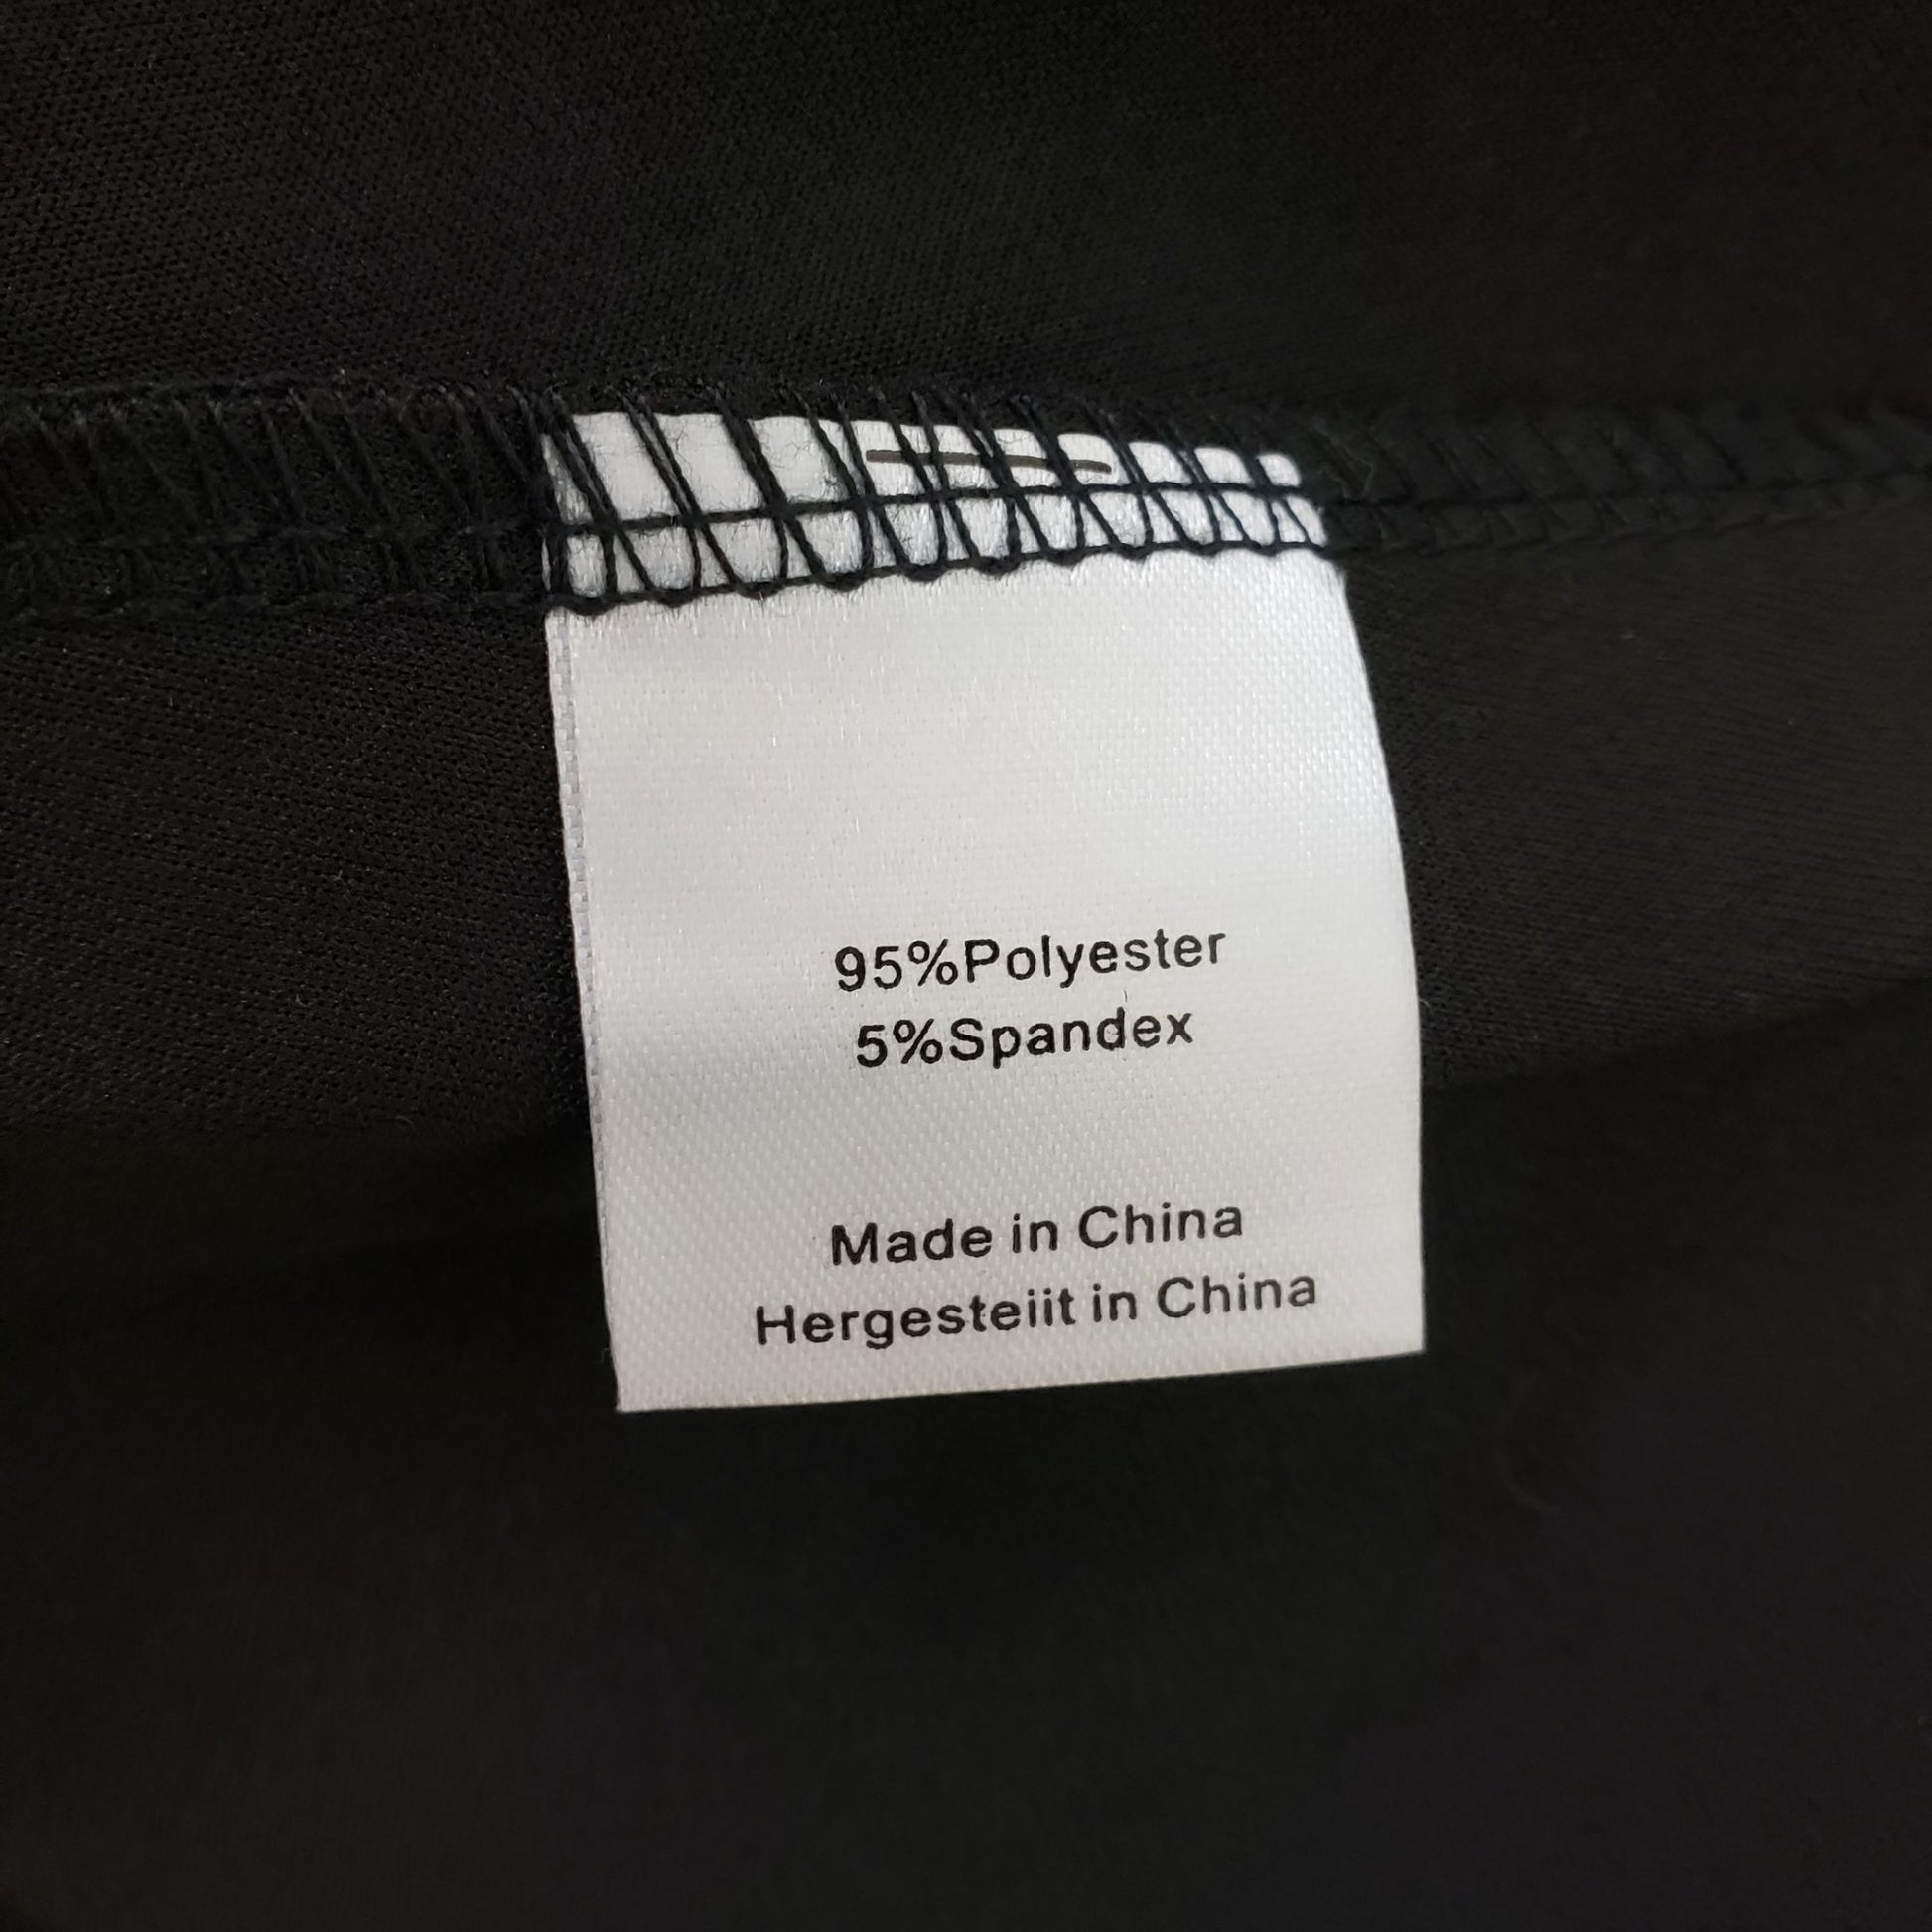 95%Polyester
5%Spandex
Made in China
Hergesteiit in China